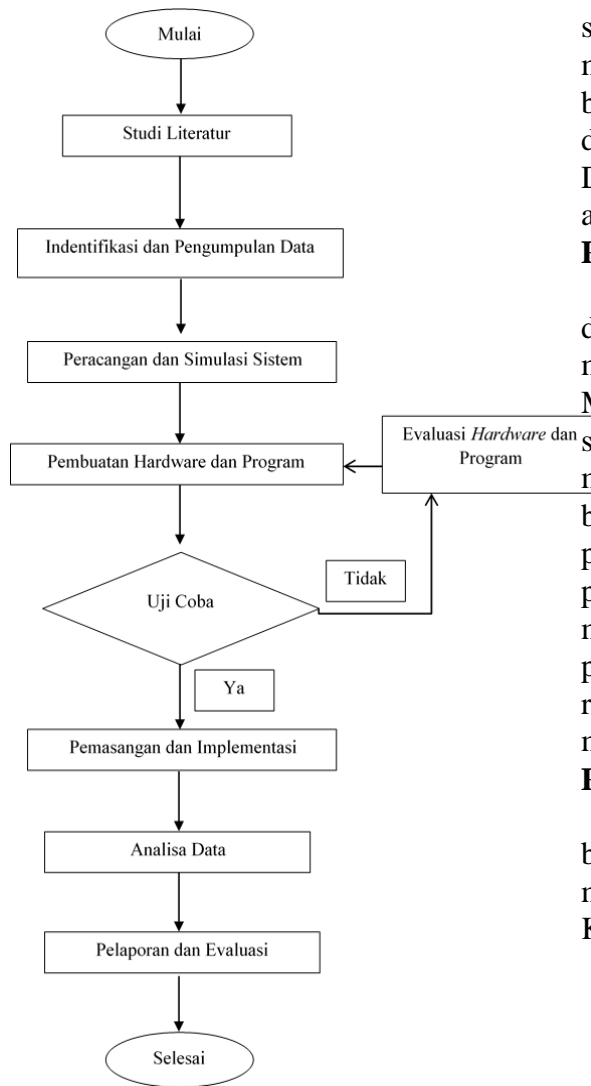 Mulai
Studi Literatur
Indentifikasi dan Pengumpulan Data
Peracangan dan Simulasi Sistem
Pembuatan Hardware dan Program
Evaluasi Hardware dan
Program
Uji Coba
Tidak
Ya
Pemasangan dan Implementasi
Analisa Data
Pelaporan dan Evaluasi
Selesai